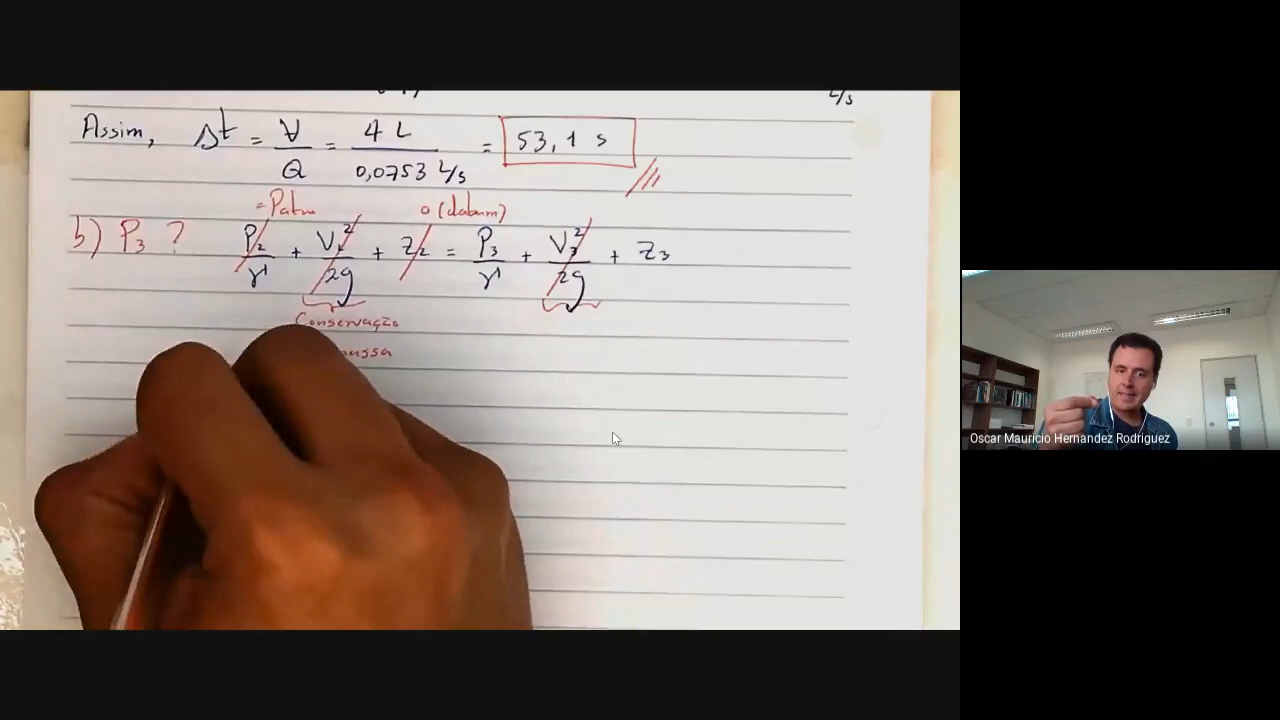 L/s
Assim, Δt = V/Q = 4 L / 0,0753 L/s = 53,1 s
= Patm 0 (datum)
b) P3 ? P2/γ + V2²/2g + z2 = P3/γ + V3²/2g + z3
Conservação
massa
Oscar Mauricio Hernandez Rodriguez